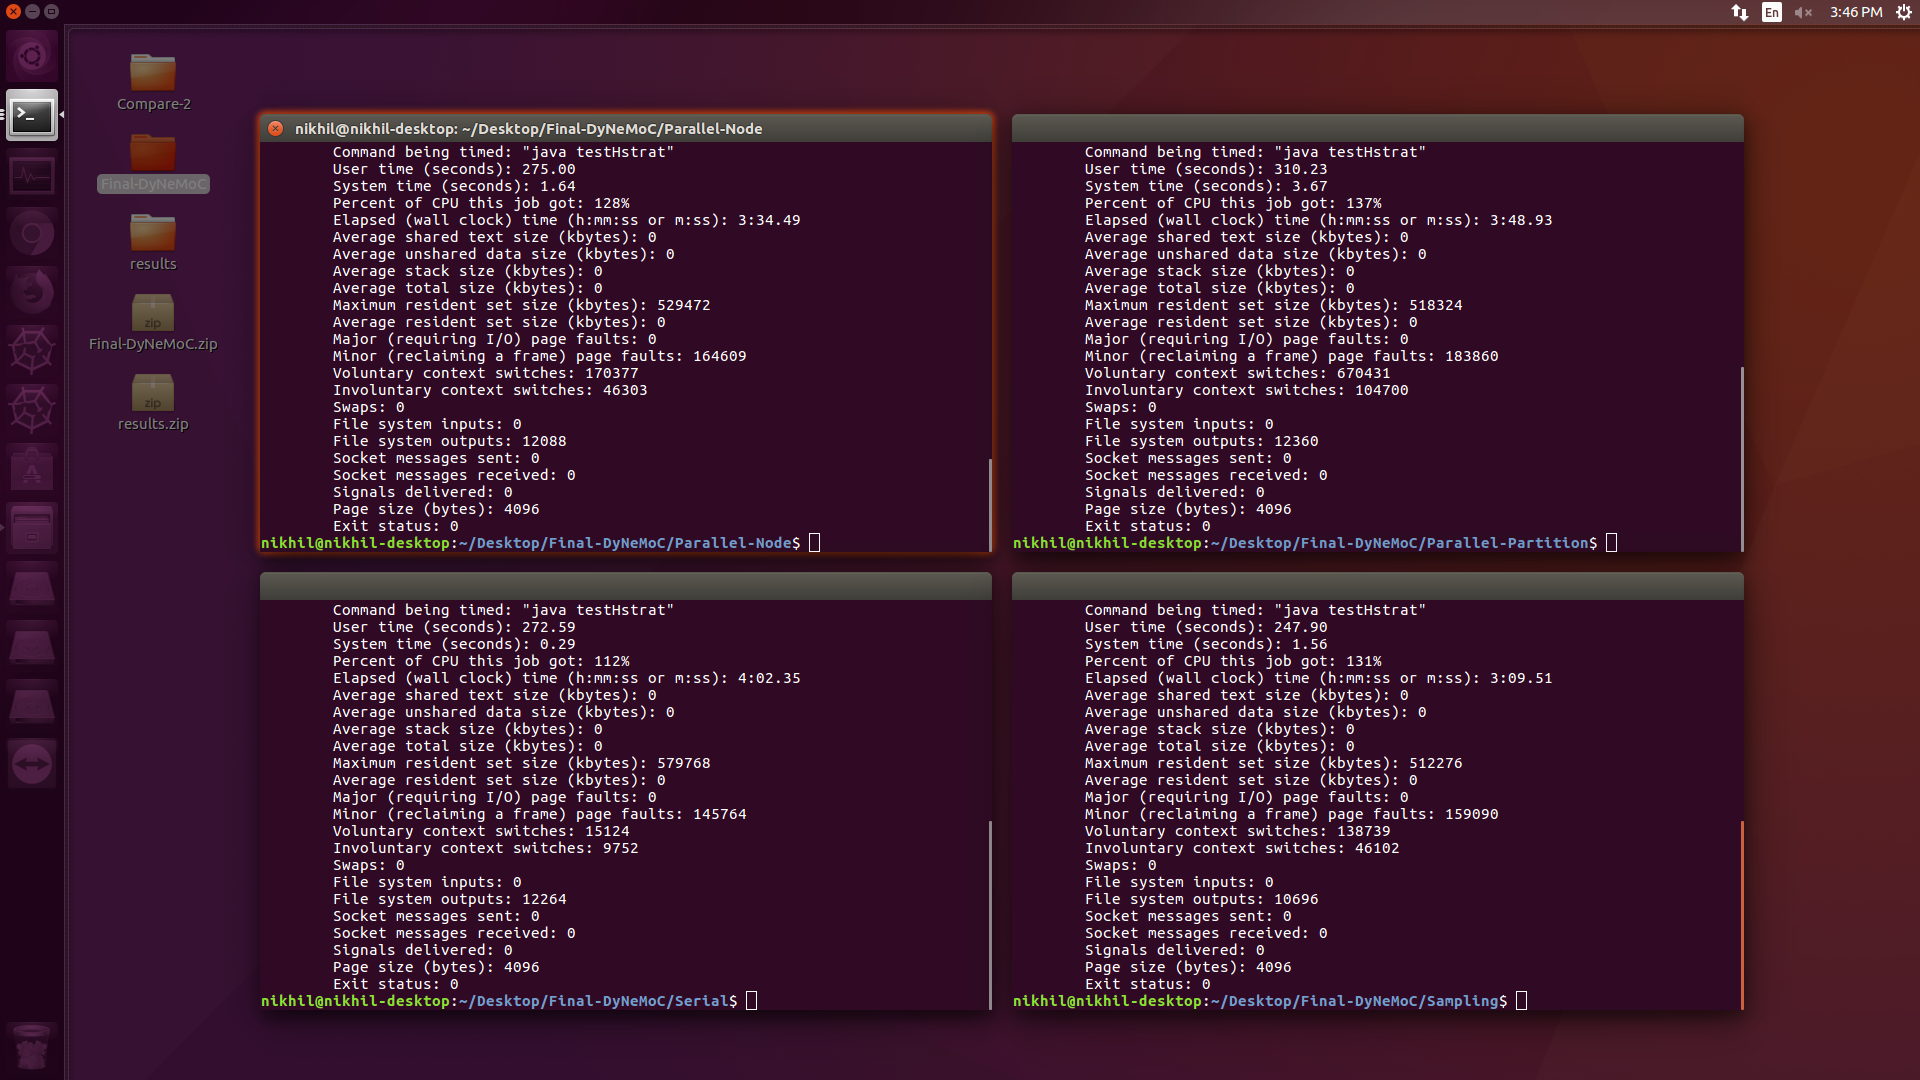 En
3:46 PM
Compare-2
Final-DyNeMoC
results
zip
Final-DyNeMoC.zip
zip
results.zip
nikhil@nikhil-desktop: ~/Desktop/Final-DyNeMoC/Parallel-Node
Command being timed: "java testHstrat"
User time (seconds): 275.00
System time (seconds): 1.64
Percent of CPU this job got: 128%
Elapsed (wall clock) time (h:mm:ss or m:ss): 3:34.49
Average shared text size (kbytes): 0
Average unshared data size (kbytes): 0
Average stack size (kbytes): 0
Average total size (kbytes): 0
Maximum resident set size (kbytes): 529472
Average resident set size (kbytes): 0
Major (requiring I/O) page faults: 0
Minor (reclaiming a frame) page faults: 164609
Voluntary context switches: 170377
Involuntary context switches: 46303
Swaps: 0
File system inputs: 0
File system outputs: 12088
Socket messages sent: 0
Socket messages received: 0
Signals delivered: 0
Page size (bytes): 4096
Exit status: 0
nikhil@nikhil-desktop:~/Desktop/Final-DyNeMoC/Parallel-Node$
Command being timed: "java testHstrat"
User time (seconds): 310.23
System time (seconds): 3.67
Percent of CPU this job got: 137%
Elapsed (wall clock) time (h:mm:ss or m:ss): 3:48.93
Average shared text size (kbytes): 0
Average unshared data size (kbytes): 0
Average stack size (kbytes): 0
Average total size (kbytes): 0
Maximum resident set size (kbytes): 518324
Average resident set size (kbytes): 0
Major (requiring I/O) page faults: 0
Minor (reclaiming a frame) page faults: 183860
Voluntary context switches: 670431
Involuntary context switches: 104700
Swaps: 0
File system inputs: 0
File system outputs: 12360
Socket messages sent: 0
Socket messages received: 0
Signals delivered: 0
Page size (bytes): 4096
Exit status: 0
nikhil@nikhil-desktop:~/Desktop/Final-DyNeMoC/Parallel-Partition$
Command being timed: "java testHstrat"
User time (seconds): 272.59
System time (seconds): 0.29
Percent of CPU this job got: 112%
Elapsed (wall clock) time (h:mm:ss or m:ss): 4:02.35
Average shared text size (kbytes): 0
Average unshared data size (kbytes): 0
Average stack size (kbytes): 0
Average total size (kbytes): 0
Maximum resident set size (kbytes): 579768
Average resident set size (kbytes): 0
Major (requiring I/O) page faults: 0
Minor (reclaiming a frame) page faults: 145764
Voluntary context switches: 15124
Involuntary context switches: 9752
Swaps: 0
File system inputs: 0
File system outputs: 12264
Socket messages sent: 0
Socket messages received: 0
Signals delivered: 0
Page size (bytes): 4096
Exit status: 0
nikhil@nikhil-desktop:~/Desktop/Final-DyNeMoC/Serial$
Command being timed: "java testHstrat"
User time (seconds): 247.90
System time (seconds): 1.56
Percent of CPU this job got: 131%
Elapsed (wall clock) time (h:mm:ss or m:ss): 3:09.51
Average shared text size (kbytes): 0
Average unshared data size (kbytes): 0
Average stack size (kbytes): 0
Average total size (kbytes): 0
Maximum resident set size (kbytes): 512276
Average resident set size (kbytes): 0
Major (requiring I/O) page faults: 0
Minor (reclaiming a frame) page faults: 159090
Voluntary context switches: 138739
Involuntary context switches: 46102
Swaps: 0
File system inputs: 0
File system outputs: 10696
Socket messages sent: 0
Socket messages received: 0
Signals delivered: 0
Page size (bytes): 4096
Exit status: 0
nikhil@nikhil-desktop:~/Desktop/Final-DyNeMoC/Sampling$